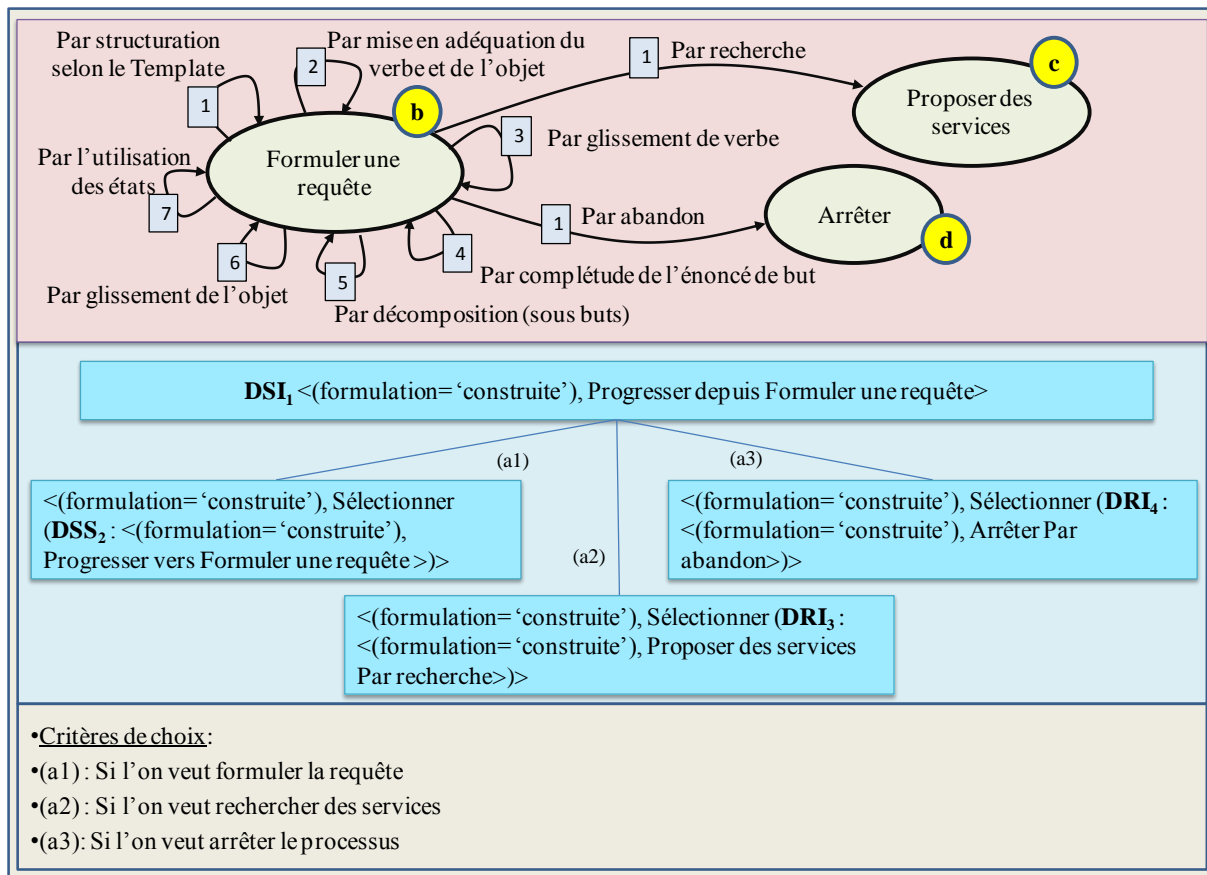 Par structuration
selon le Template
1
Par mise en adéquation du
verbe et de l'objet
2
1
Par recherche
c
Proposer des
services
b
Formuler une
requête
3
Par glissement de verbe
Par l'utilisation
des états
7
1
Par abandon
Arrêter
d
6
Par glissement de l'objet
5
Par décomposition (sous buts)
4
Par complétude de l'énoncé de but
DSI1 <(formulation= 'construite'), Progresser depuis Formuler une requête>
(a1)
(a3)
(a2)
<(formulation= 'construite'), Sélectionner
(DSS2 : <(formulation= 'construite'),
Progresser vers Formuler une requête >)>
<(formulation= 'construite'), Sélectionner (DRI4 :
<(formulation= 'construite'), Arrêter Par
abandon>)>
<(formulation= 'construite'), Sélectionner (DRI3 :
<(formulation= 'construite'), Proposer des services
Par recherche>)>
•Critères de choix:
•(a1) : Si l'on veut formuler la requête
•(a2) : Si l'on veut rechercher des services
•(a3): Si l'on veut arrêter le processus